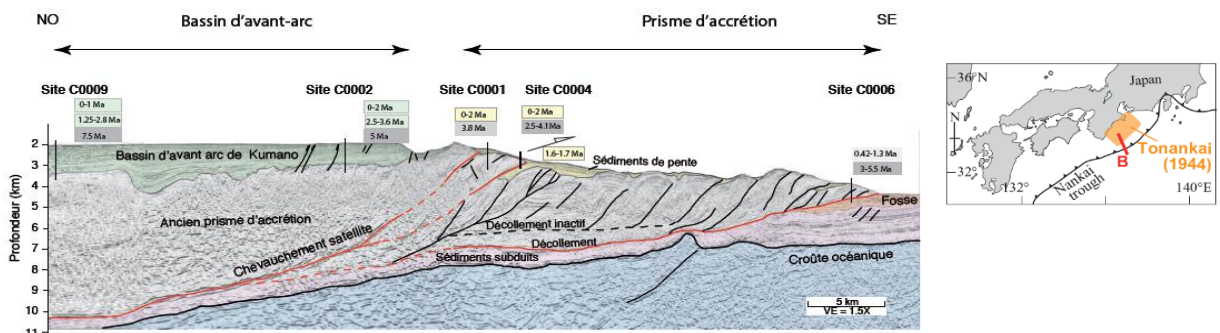 NO
Bassin d'avant-arc
Prisme d'accrétion
SE
Site C0009
Site C0002
Site C0001
Site C0004
Site C0006
0-1 Ma
1.25-2.8 Ma
7.5 Ma
0-2 Ma
2.5-3.6 Ma
5 Ma
0-2 Ma
3.8 Ma
0-2 Ma
2.5-4.1Ma
1.6-1.7 Ma
0.42-1.3 Ma
3-5.5 Ma
Profondeur (km)
2
3
4
5
6
7
8
9
10
11
Bassin d'avant arc de Kumano
Sédiments de pente
Ancien prisme d'accrétion
Chevauchement satellite
Décollement inactif
Décollement
Sédiments subduits
Fosse
Croûte océanique
5 km
VE = 1.5X
36°N
Japan
N
Tonankai
(1944)
B
32°
132°
Nankai
trough
140°E